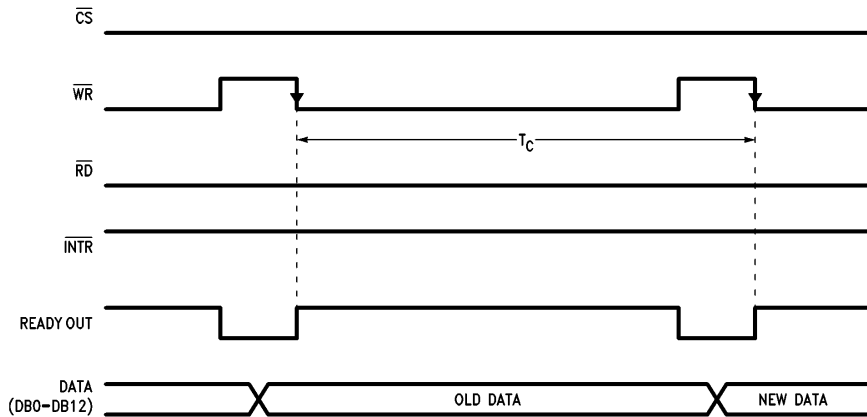 CS
WR
T_C
RD
INTR
READY OUT
DATA
(DB0-DB12)
OLD DATA
NEW DATA